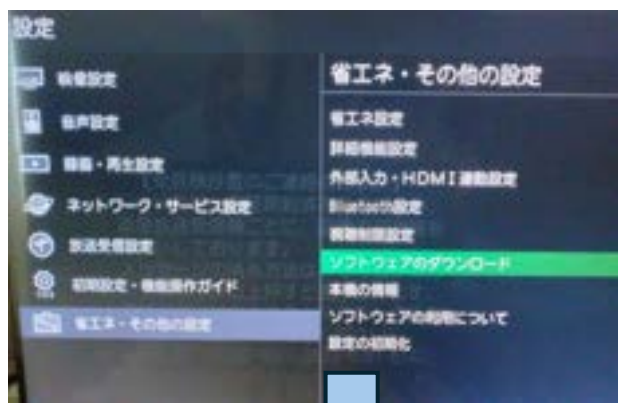 設定
映像設定
音声設定
録画・再生設定
ネットワーク・サービス設定
放送受信設定
初期設定・機能操作ガイド
省エネ・その他の設定
省エネ・その他の設定
省エネ設定
詳細機能設定
外部入力・HDMI連動設定
Bluetooth設定
視聴制限設定
ソフトウェアのダウンロード
本機の情報
ソフトウェアの利用について
設定の初期化